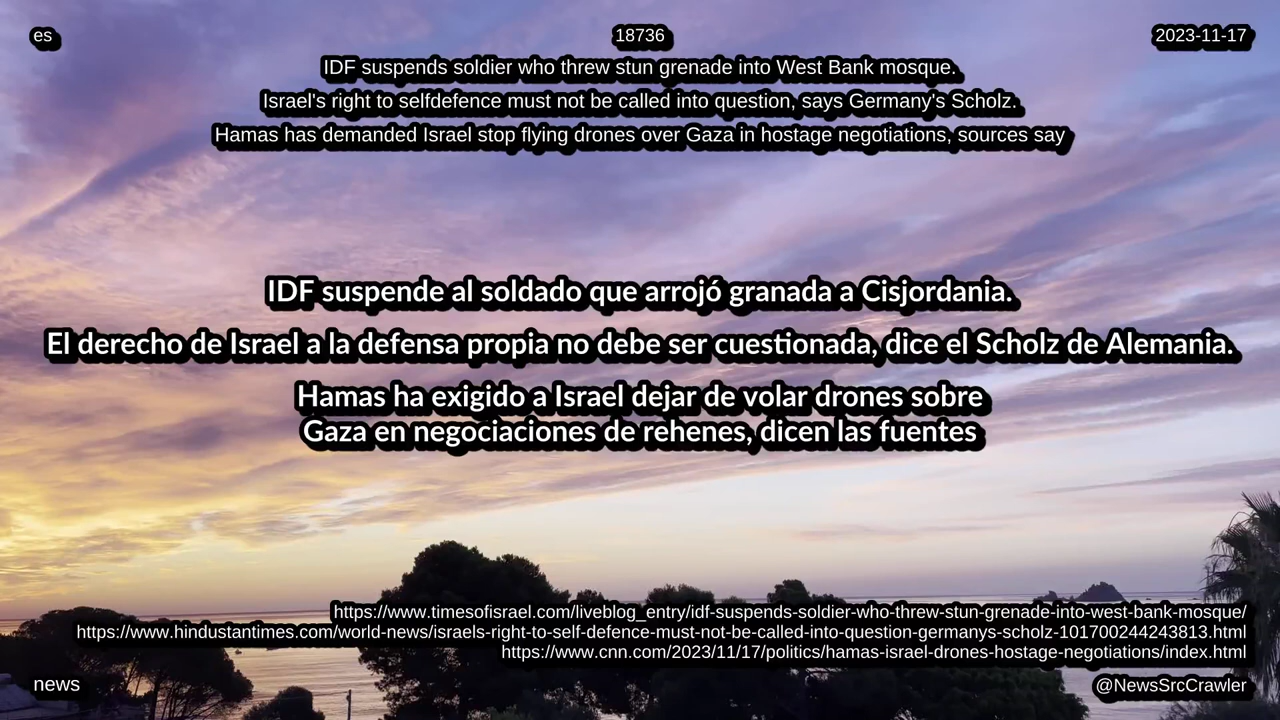 es
18736
2023-11-17
IDF suspends soldier who threw stun grenade into West Bank mosque.
Israel's right to selfdefence must not be called into question, says Germany's Scholz.
Hamas has demanded Israel stop flying drones over Gaza in hostage negotiations, sources say
IDF suspende al soldado que arrojó granada a Cisjordania.
El derecho de Israel a la defensa propia no debe ser cuestionada, dice el Scholz de Alemania.
Hamas ha exigido a Israel dejar de volar drones sobre
Gaza en negociaciones de rehenes, dicen las fuentes
https://www.timesofisrael.com/liveblog_entry/idf-suspends-soldier-who-threw-stun-grenade-into-west-bank-mosque/
https://www.hindustantimes.com/world-news/israels-right-to-self-defence-must-not-be-called-into-question-germanys-scholz-101700244243813.html
https://www.cnn.com/2023/11/17/politics/hamas-israel-drones-hostage-negotiations/index.html
news
@NewsSrcCrawler